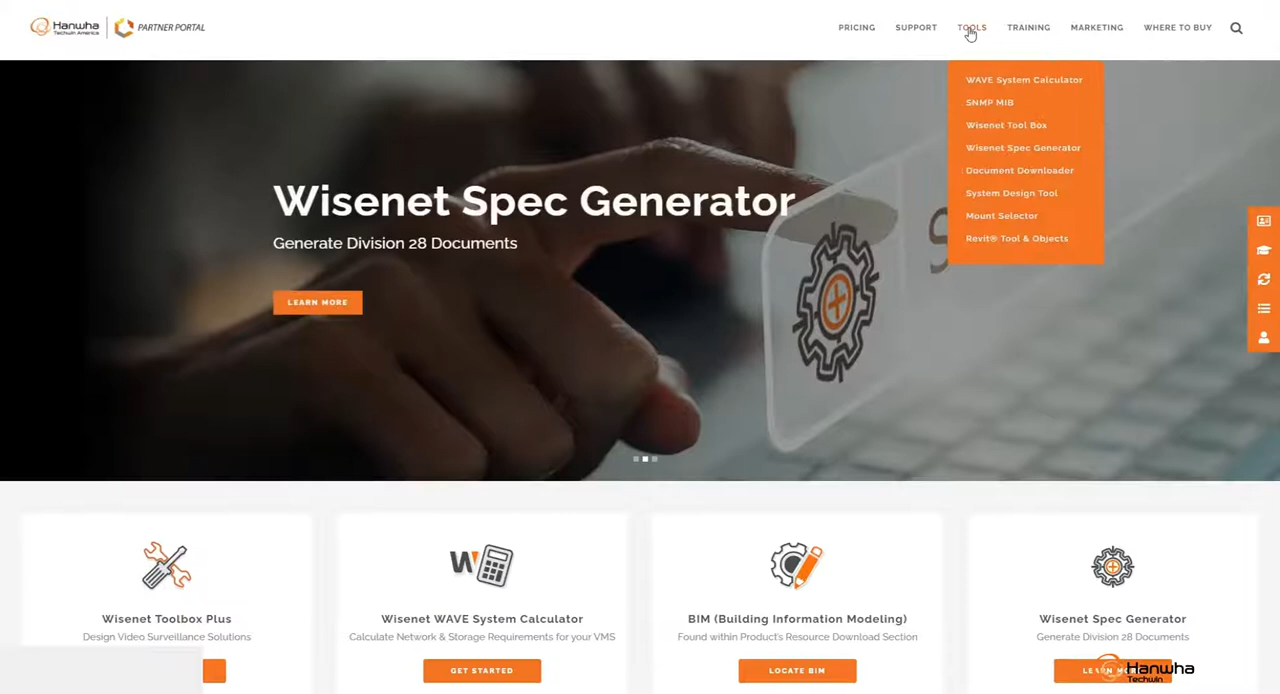 Hanwha
Techwin America
PARTNER PORTAL
PRICING
SUPPORT
TOOLS
TRAINING
MARKETING
WHERE TO BUY
WAVE System Calculator
SNMP MIB
Wisenet Tool Box
Wisenet Spec Generator
Document Downloader
System Design Tool
Mount Selector
Revit® Tool & Objects
Wisenet Spec Generator
Generate Division 28 Documents
LEARN MORE
S
Wisenet Toolbox Plus
Design Video Surveillance Solutions
W
Wisenet WAVE System Calculator
Calculate Network & Storage Requirements for your VMS
GET STARTED
BIM (Building Information Modeling)
Found within Product's Resource Download Section
LOCATE BIM
Wisenet Spec Generator
Generate Division 28 Documents
Hanwha
Techwin